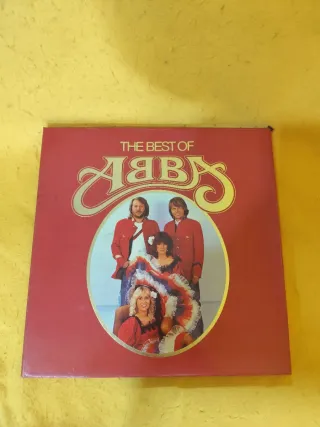 THE BEST OF
ABBA